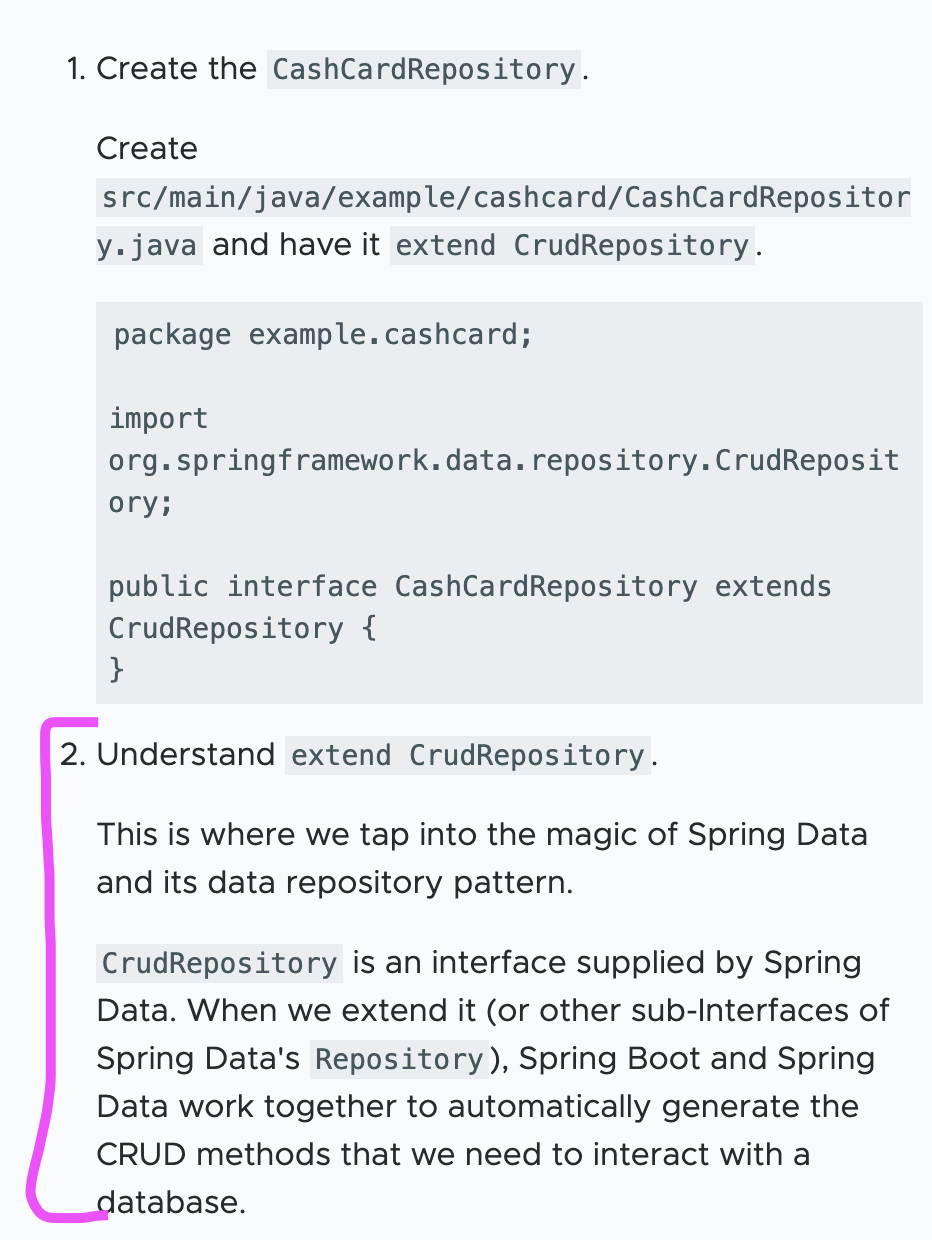 1. Create the CashCardRepository.
Create
src/main/java/example/cashcard/CashCardRepositor
y.java and have it extend CrudRepository.
package example.cashcard;
import
org.springframework.data.repository.CrudReposit
ory;
public interface CashCardRepository extends
CrudRepository {
}
2. Understand extend CrudRepository.
This is where we tap into the magic of Spring Data
and its data repository pattern.
CrudRepository is an interface supplied by Spring
Data. When we extend it (or other sub-Interfaces of
Spring Data's Repository), Spring Boot and Spring
Data work together to automatically generate the
CRUD methods that we need to interact with a
database.